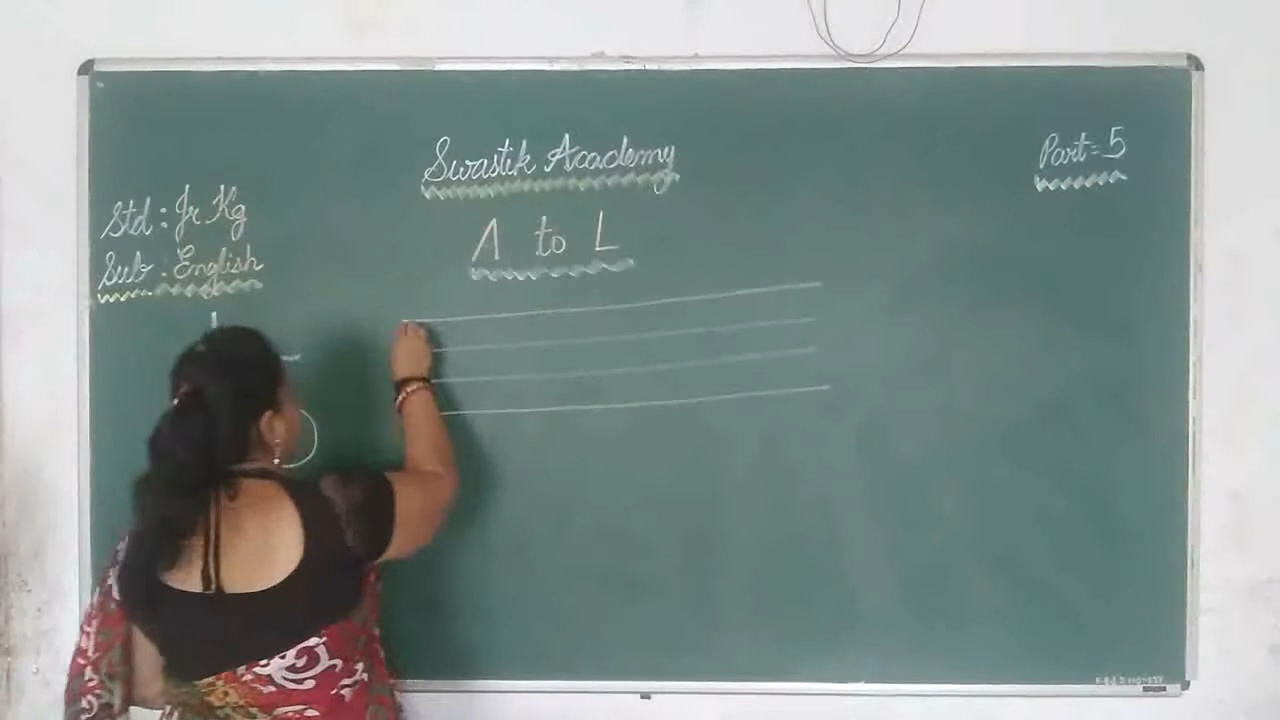 Swastik Academy
Part=5
Std : Jr Kg
Sub : English
A to L